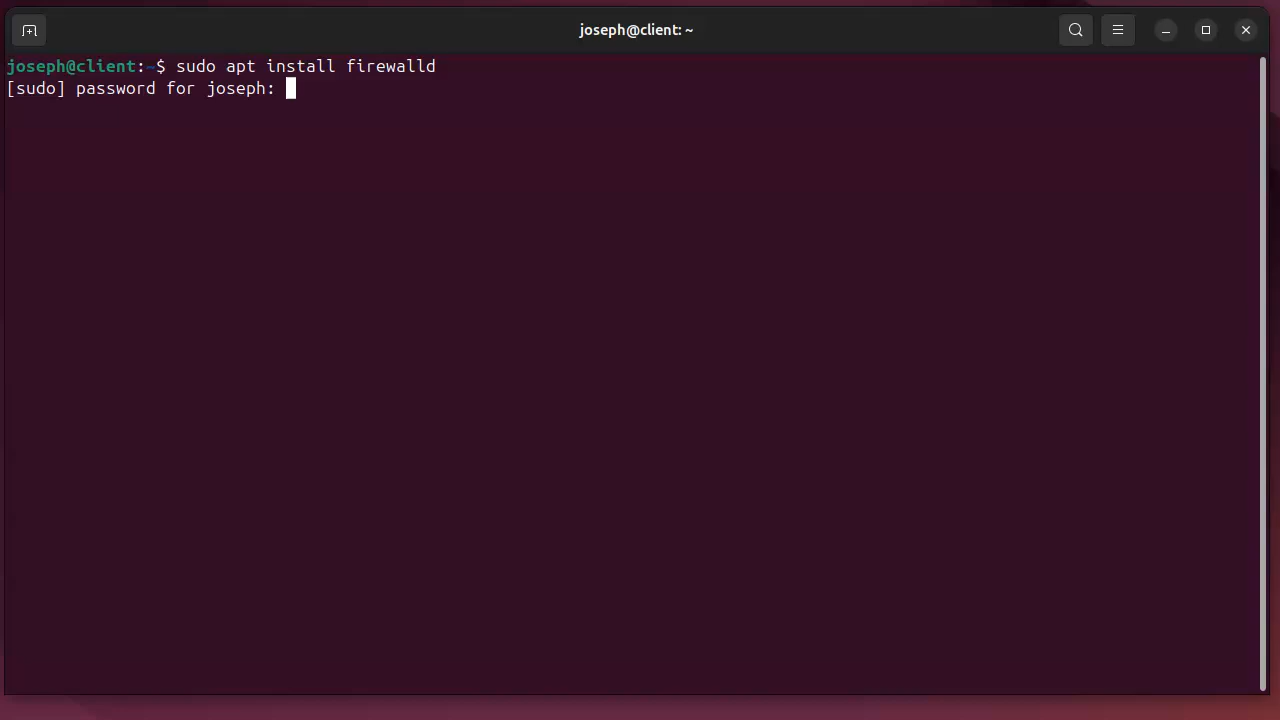 joseph@client: ~
joseph@client:~$ sudo apt install firewalld
[sudo] password for joseph: